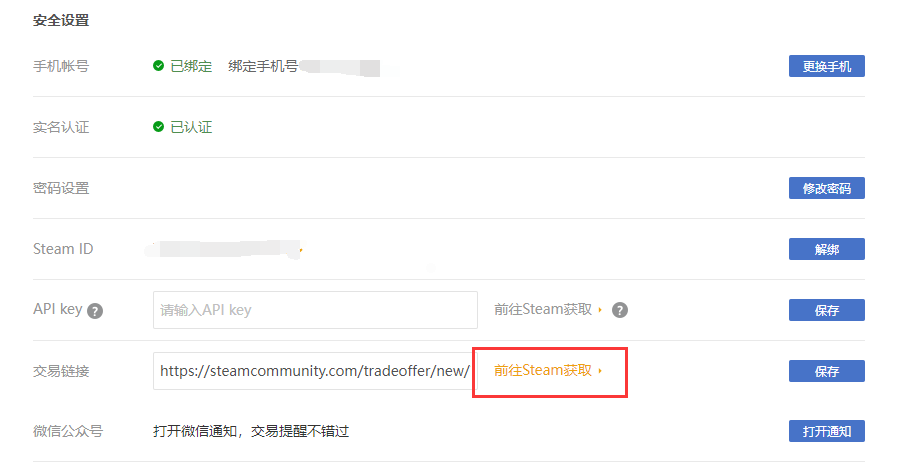 安全设置
手机帐号 已绑定 绑定手机号 更换手机
实名认证 已认证
密码设置 修改密码
Steam ID 解绑
API key ? 请输入API key 前往Steam获取 ? 保存
交易链接 https://steamcommunity.com/tradeoffer/new/ 前往Steam获取 保存
微信公众号 打开微信通知，交易提醒不错过 打开通知